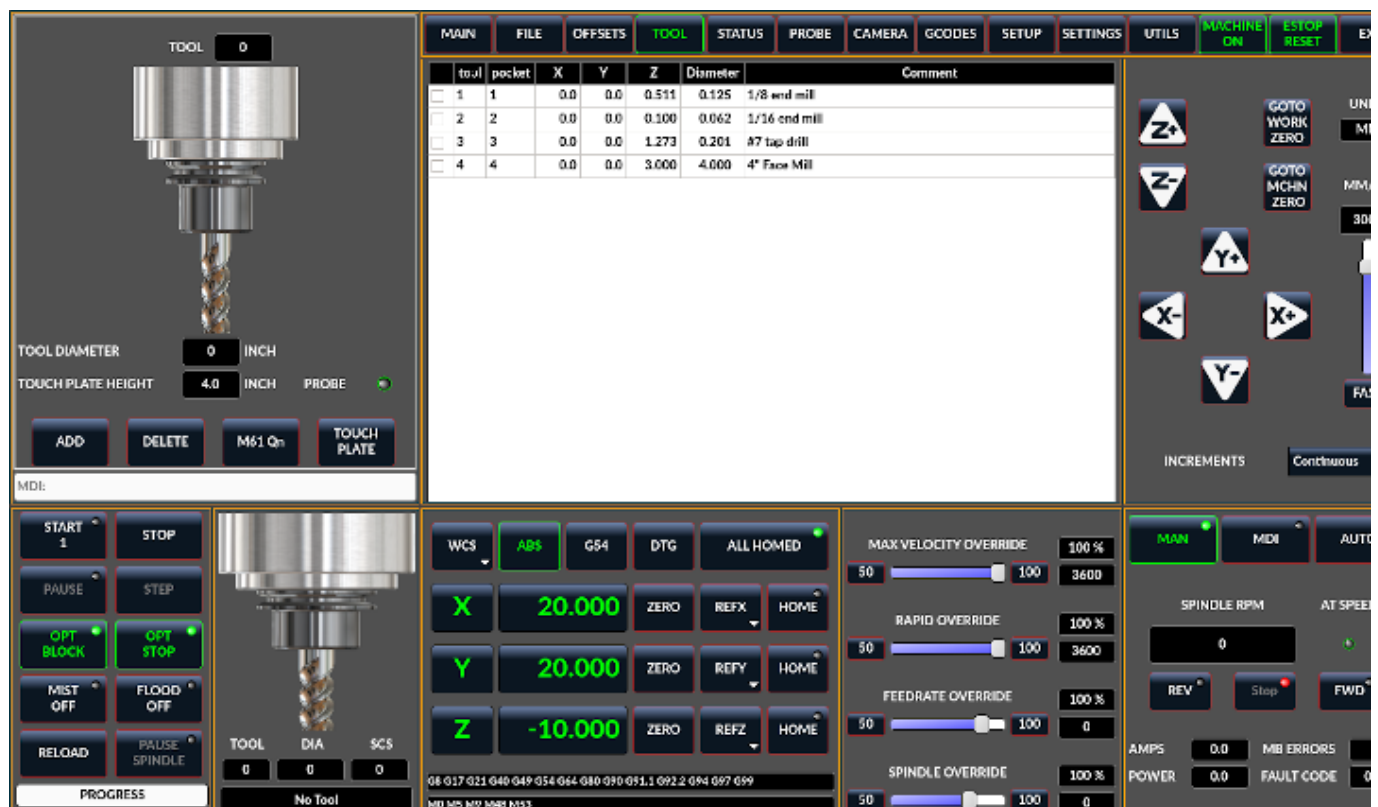 MAIN FILE OFFSETS TOOL STATUS PROBE CAMERA GCODES SETUP SETTINGS UTILS MACHINE ON ESTOP RESET
TOOL 0
tool pocket X Y Z Diameter Comment
1 1 0.0 0.0 0.511 0.125 1/8 end mill
2 2 0.0 0.0 0.100 0.062 1/16 end mill
3 3 0.0 0.0 1.273 0.201 #7 tap drill
4 4 0.0 0.0 3.000 4.000 4" Face Mill
TOOL DIAMETER 0 INCH
TOUCH PLATE HEIGHT 4.0 INCH PROBE
ADD DELETE M61 Qn TOUCH PLATE
MDI:
Z+
GOTO WORK ZERO
Z-
GOTO MCHN ZERO
Y+
X- X+
Y-
INCREMENTS Continuous
START 1 STOP
PAUSE STEP
OPT BLOCK OPT STOP
MIST OFF FLOOD OFF
RELOAD PAUSE SPINDLE
PROGRESS
TOOL DIA SCS
0 0 0
No Tool
WCS ABS G54 DTG ALL HOMED
X 20.000 ZERO REFX HOME
Y 20.000 ZERO REFY HOME
Z -10.000 ZERO REFZ HOME
G8 G17 G21 G40 G49 G54 G64 G80 G90 G91.1 G92.2 G94 G97 G99
M0 M5 M9 M48 M53
MAX VELOCITY OVERRIDE 100 %
50 100 3600
RAPID OVERRIDE 100 %
50 100 3600
FEEDRATE OVERRIDE 100 %
50 100 0
SPINDLE OVERRIDE 100 %
50 100 0
MAN MDI AUTO
SPINDLE RPM AT SPEED
0
REV Stop FWD
AMPS 0.0 MB ERRORS
POWER 0.0 FAULT CODE